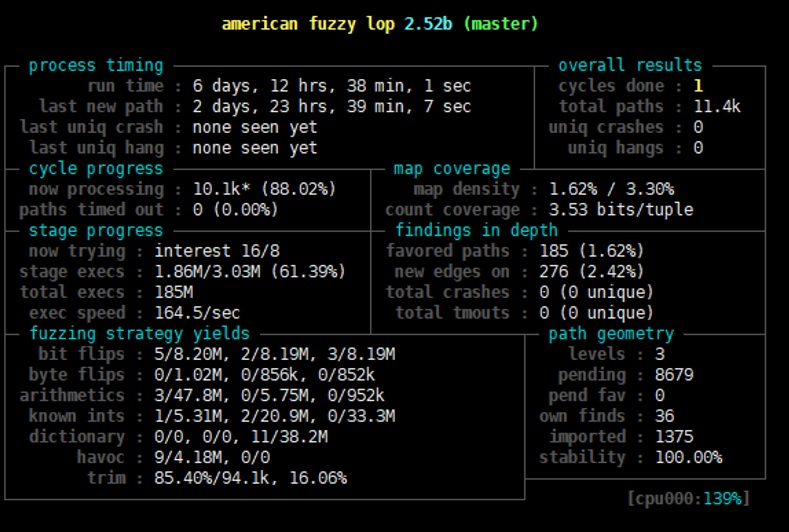 american fuzzy lop 2.52b (master)
process timing overall results
run time : 6 days, 12 hrs, 38 min, 1 sec cycles done : 1
last new path : 2 days, 23 hrs, 39 min, 7 sec total paths : 11.4k
last uniq crash : none seen yet uniq crashes : 0
last uniq hang : none seen yet uniq hangs : 0
cycle progress map coverage
now processing : 10.1k* (88.02%) map density : 1.62% / 3.30%
paths timed out : 0 (0.00%) count coverage : 3.53 bits/tuple
stage progress findings in depth
now trying : interest 16/8 favored paths : 185 (1.62%)
stage execs : 1.86M/3.03M (61.39%) new edges on : 276 (2.42%)
total execs : 185M total crashes : 0 (0 unique)
exec speed : 164.5/sec total tmouts : 0 (0 unique)
fuzzing strategy yields path geometry
bit flips : 5/8.20M, 2/8.19M, 3/8.19M levels : 3
byte flips : 0/1.02M, 0/856k, 0/852k pending : 8679
arithmetics : 3/47.8M, 0/5.75M, 0/952k pend fav : 0
known ints : 1/5.31M, 2/20.9M, 0/33.3M own finds : 36
dictionary : 0/0, 0/0, 11/38.2M imported : 1375
havoc : 9/4.18M, 0/0 stability : 100.00%
trim : 85.40%/94.1k, 16.06%
[cpu000:139%]